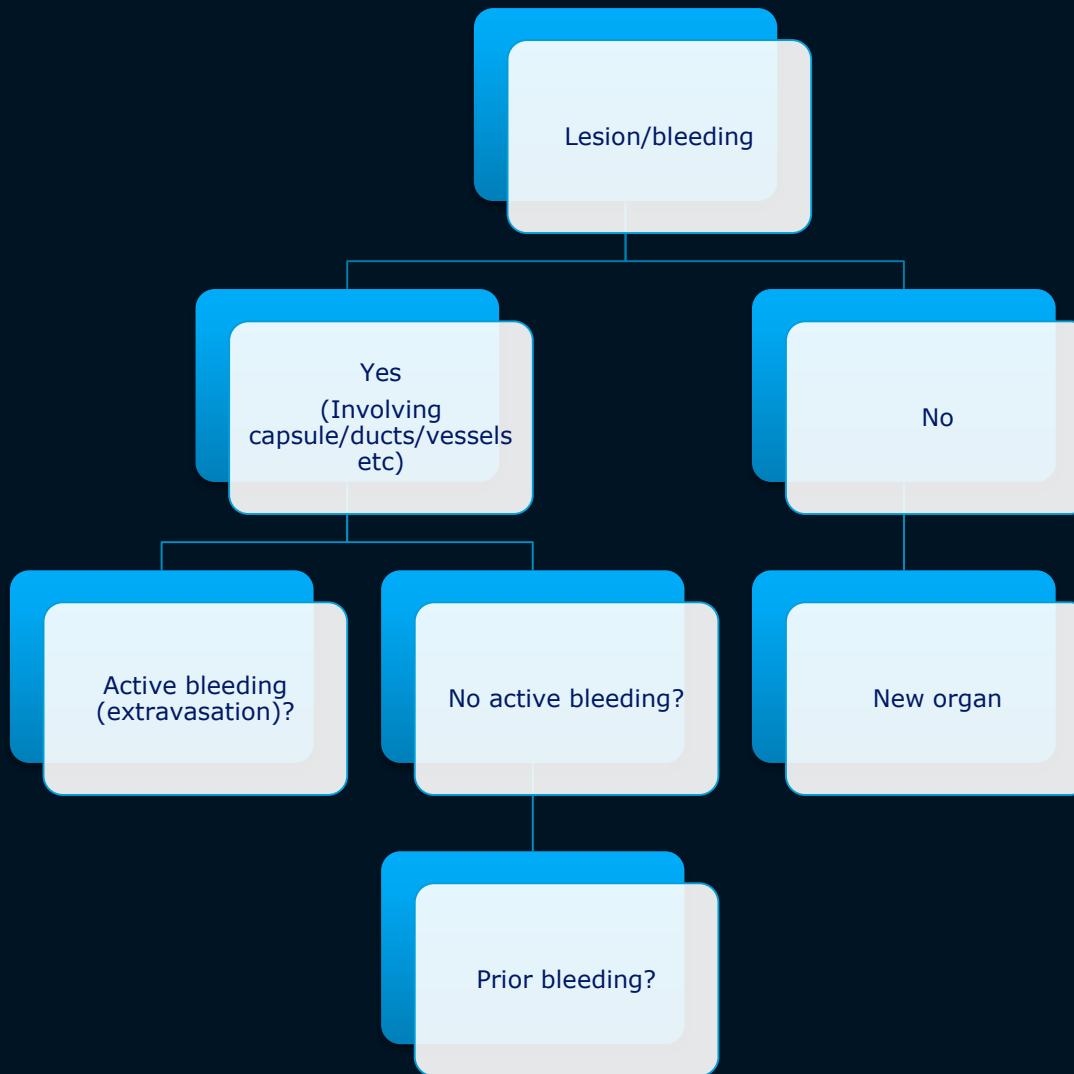 Lesion/bleeding
Yes
(Involving
capsule/ducts/vessels
etc)
No
Active bleeding
(extravasation)?
No active bleeding?
New organ
Prior bleeding?